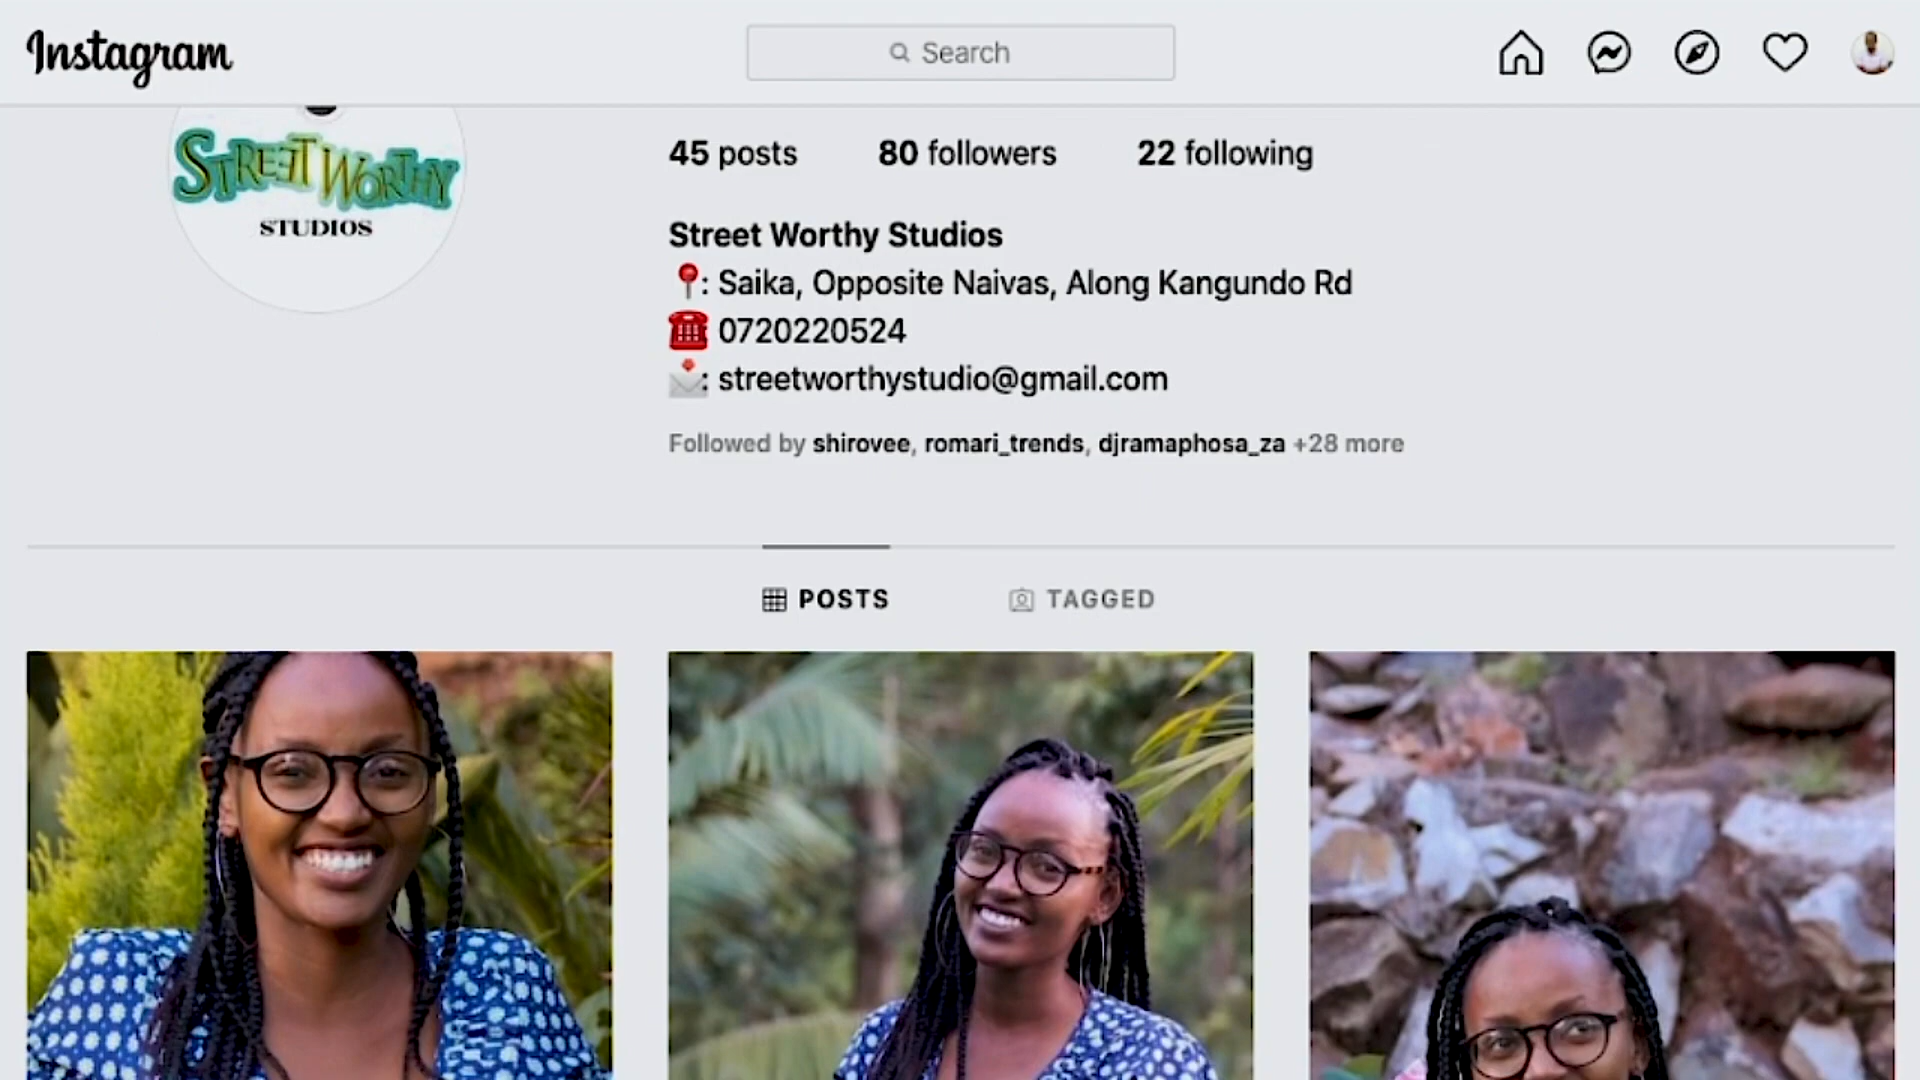 Instagram
Search
STREET WORTHY
STUDIOS
45 posts 80 followers 22 following
Street Worthy Studios
📍: Saika, Opposite Naivas, Along Kangundo Rd
☎️ 0720220524
📩: streetworthystudio@gmail.com
Followed by shirovee, romari_trends, djramaphosa_za +28 more
POSTS TAGGED